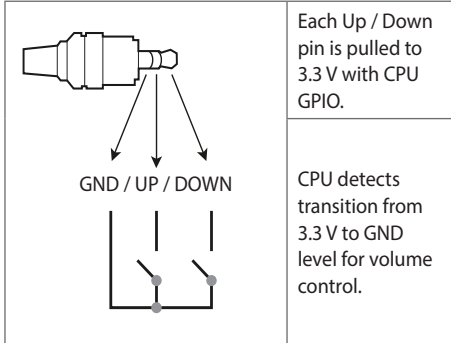 Each Up / Down
pin is pulled to
3.3 V with CPU
GPIO.
GND / UP / DOWN
CPU detects
transition from
3.3 V to GND
level for volume
control.